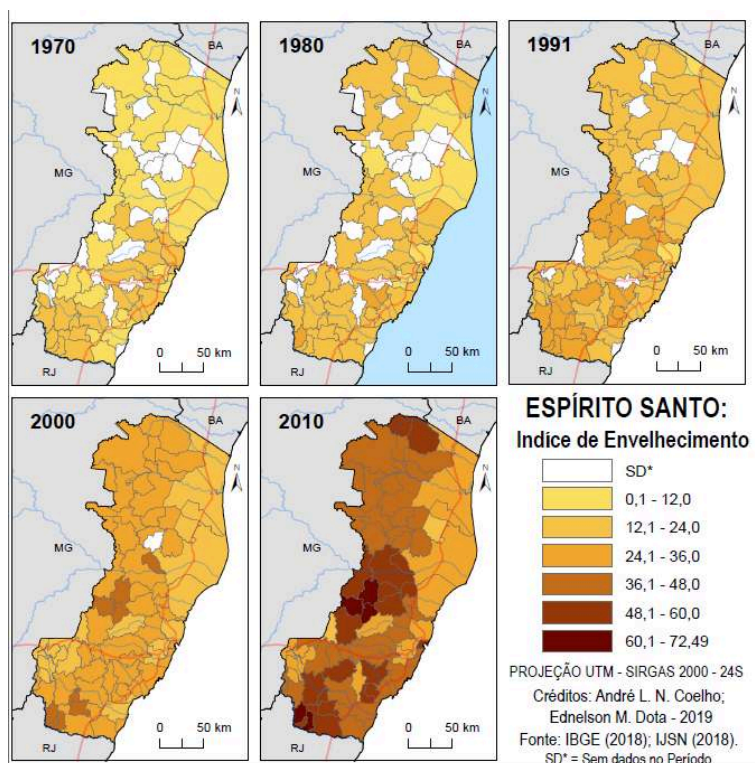 1970
BA
MG
N
RJ
0 50 km
1980
BA
MG
N
RJ
0 50 km
1991
BA
MG
N
RJ
0 50 km
2000
BA
MG
N
RJ
0 50 km
2010
BA
MG
N
RJ
0 50 km
ESPÍRITO SANTO:
Indíce de Envelhecimento
SD*
0,1 - 12,0
12,1 - 24,0
24,1 - 36,0
36,1 - 48,0
48,1 - 60,0
60,1 - 72,49
PROJEÇÃO UTM - SIRGAS 2000 - 24S
Créditos: André L. N. Coelho;
Ednelson M. Dota - 2019
Fonte: IBGE (2018); IJSN (2018).
SD* = Sem dados no Período